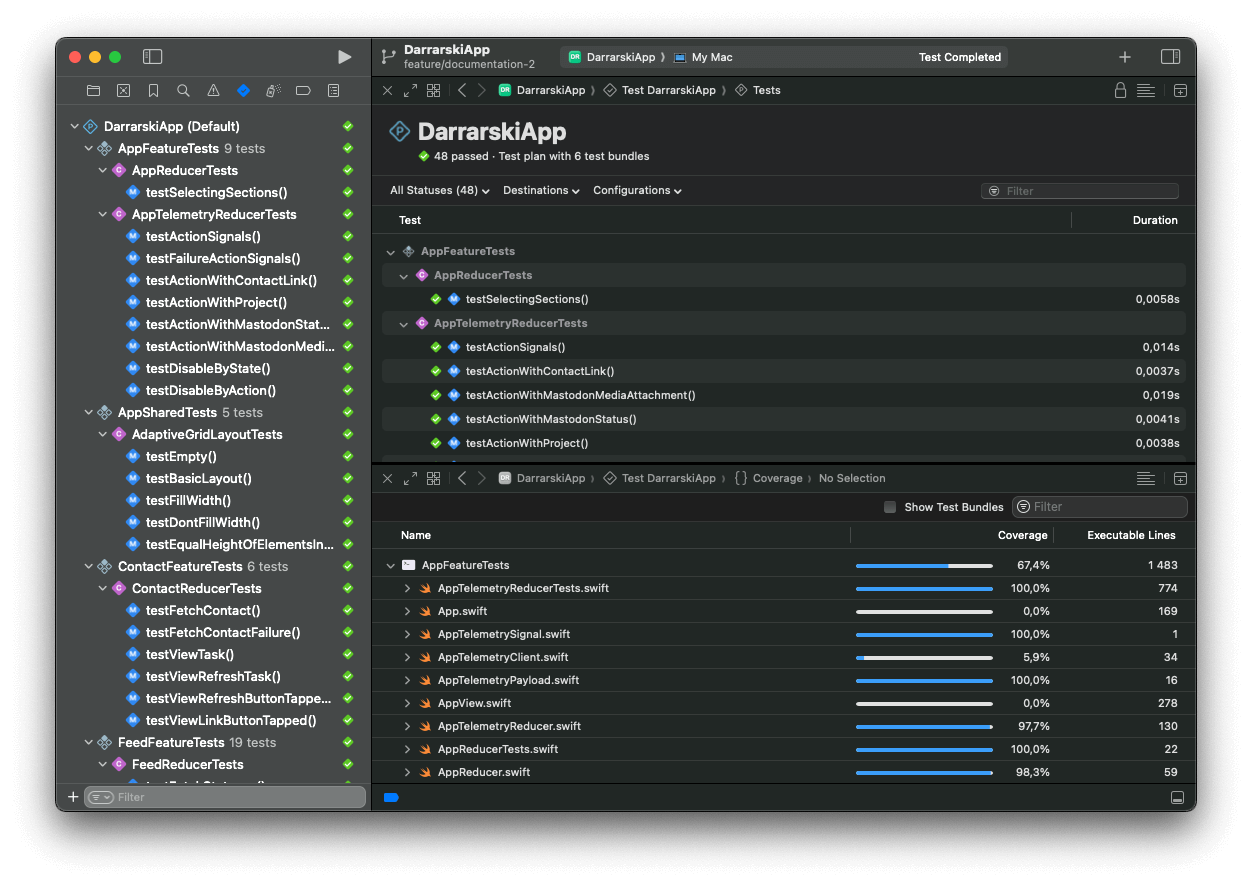 DarrarskiApp
feature/documentation-2
DR DarrarskiApp My Mac Test Completed
DarrarskiApp (Default)
AppFeatureTests 9 tests
AppReducerTests
testSelectingSections()
AppTelemetryReducerTests
testActionSignals()
testFailureActionSignals()
testActionWithContactLink()
testActionWithProject()
testActionWithMastodonStat...
testActionWithMastodonMedi...
testDisableByState()
testDisableByAction()
AppSharedTests 5 tests
AdaptiveGridLayoutTests
testEmpty()
testBasicLayout()
testFillWidth()
testDontFillWidth()
testEqualHeightOfElementsIn...
ContactFeatureTests 6 tests
ContactReducerTests
testFetchContact()
testFetchContactFailure()
testViewTask()
testViewRefreshTask()
testViewRefreshButtonTappe...
testViewLinkButtonTapped()
FeedFeatureTests 19 tests
FeedReducerTests
Filter
DR DarrarskiApp Test DarrarskiApp Tests
DarrarskiApp
48 passed · Test plan with 6 test bundles
All Statuses (48) Destinations Configurations Filter
Test Duration
AppFeatureTests
AppReducerTests
testSelectingSections() 0,0058s
AppTelemetryReducerTests
testActionSignals() 0,014s
testActionWithContactLink() 0,0037s
testActionWithMastodonMediaAttachment() 0,019s
testActionWithMastodonStatus() 0,0041s
testActionWithProject() 0,0038s
DR DarrarskiApp Test DarrarskiApp {} Coverage No Selection
Show Test Bundles Filter
Name Coverage Executable Lines
AppFeatureTests 67,4% 1 483
AppTelemetryReducerTests.swift 100,0% 774
App.swift 0,0% 169
AppTelemetrySignal.swift 100,0% 1
AppTelemetryClient.swift 5,9% 34
AppTelemetryPayload.swift 100,0% 16
AppView.swift 0,0% 278
AppTelemetryReducer.swift 97,7% 130
AppReducerTests.swift 100,0% 22
AppReducer.swift 98,3% 59